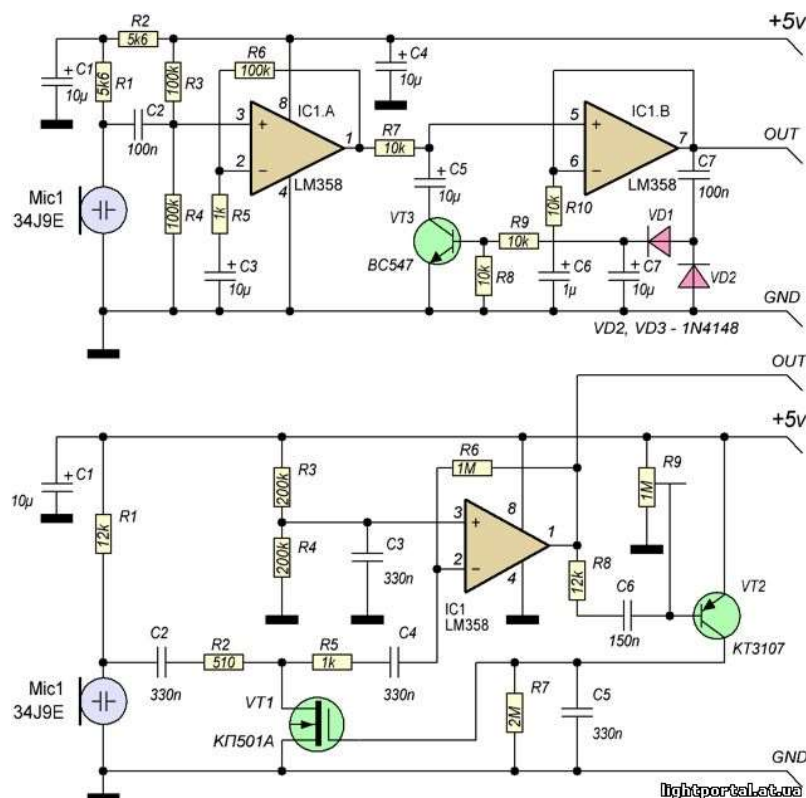 R2
5k6
+5v
C1
10µ
R1
5k6
R3
100k
R6
100k
C4
10µ
C2
100n
3
2
8
1
4
IC1.A
LM358
R7
10k
5
6
7
IC1.B
LM358
OUT
Mic1
34J9E
R4
100k
R5
1k
C3
10µ
C5
10µ
VT3
BC547
R9
10k
R8
10k
R10
10k
C6
1µ
C7
10µ
C7
100n
VD1
VD2
GND
VD2, VD3 - 1N4148
OUT
+5v
C1
10µ
R1
12k
R3
200k
R4
200k
C3
330n
R6
1M
3
2
8
1
4
IC1
LM358
R8
12k
R9
1M
C6
150n
VT2
КТ3107
C2
330n
R2
510
R5
1k
C4
330n
Mic1
34J9E
VT1
КП501А
R7
2M
C5
330n
GND
lightportal.at.ua